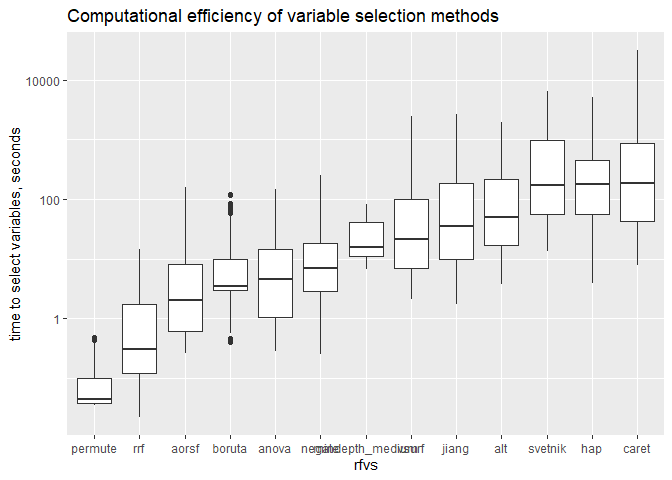 Computational efficiency of variable selection methods
time to select variables, seconds
10000
100
1
permute rrf aorsf boruta anova jiang alt svetnik hap caret
rfvs